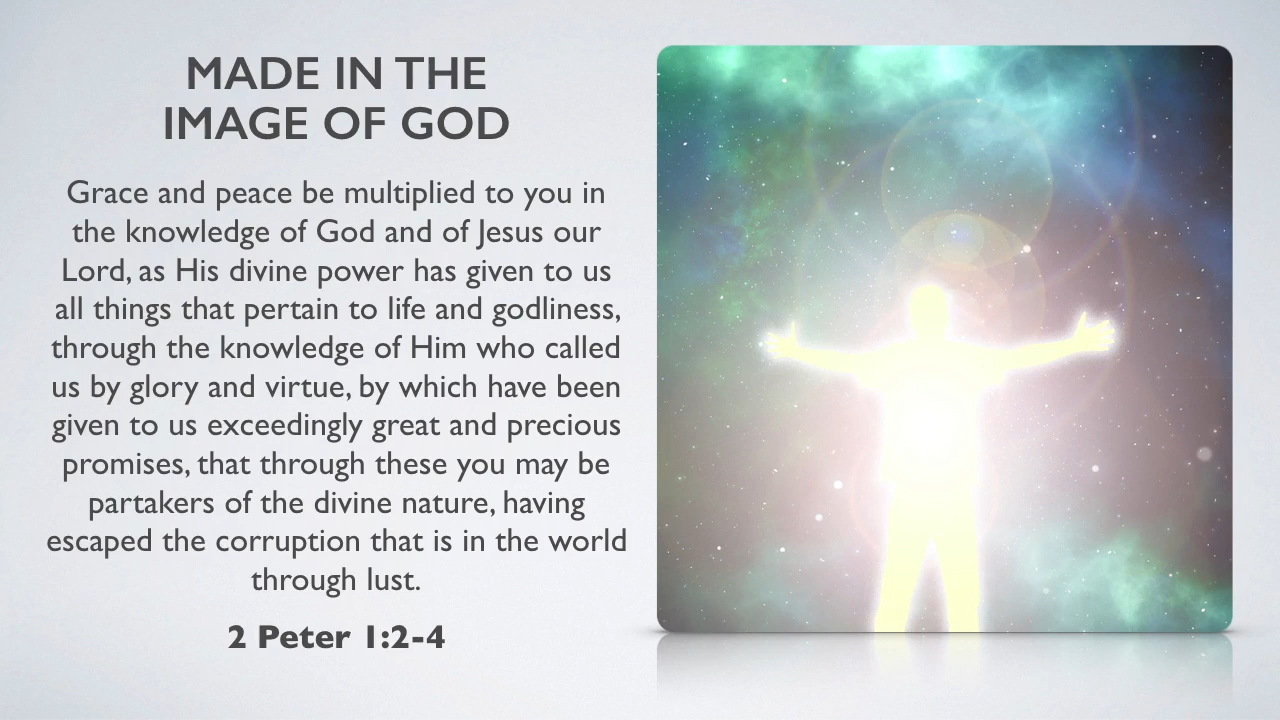 MADE IN THE
IMAGE OF GOD
Grace and peace be multiplied to you in
the knowledge of God and of Jesus our
Lord, as His divine power has given to us
all things that pertain to life and godliness,
through the knowledge of Him who called
us by glory and virtue, by which have been
given to us exceedingly great and precious
promises, that through these you may be
partakers of the divine nature, having
escaped the corruption that is in the world
through lust.
2 Peter 1:2-4